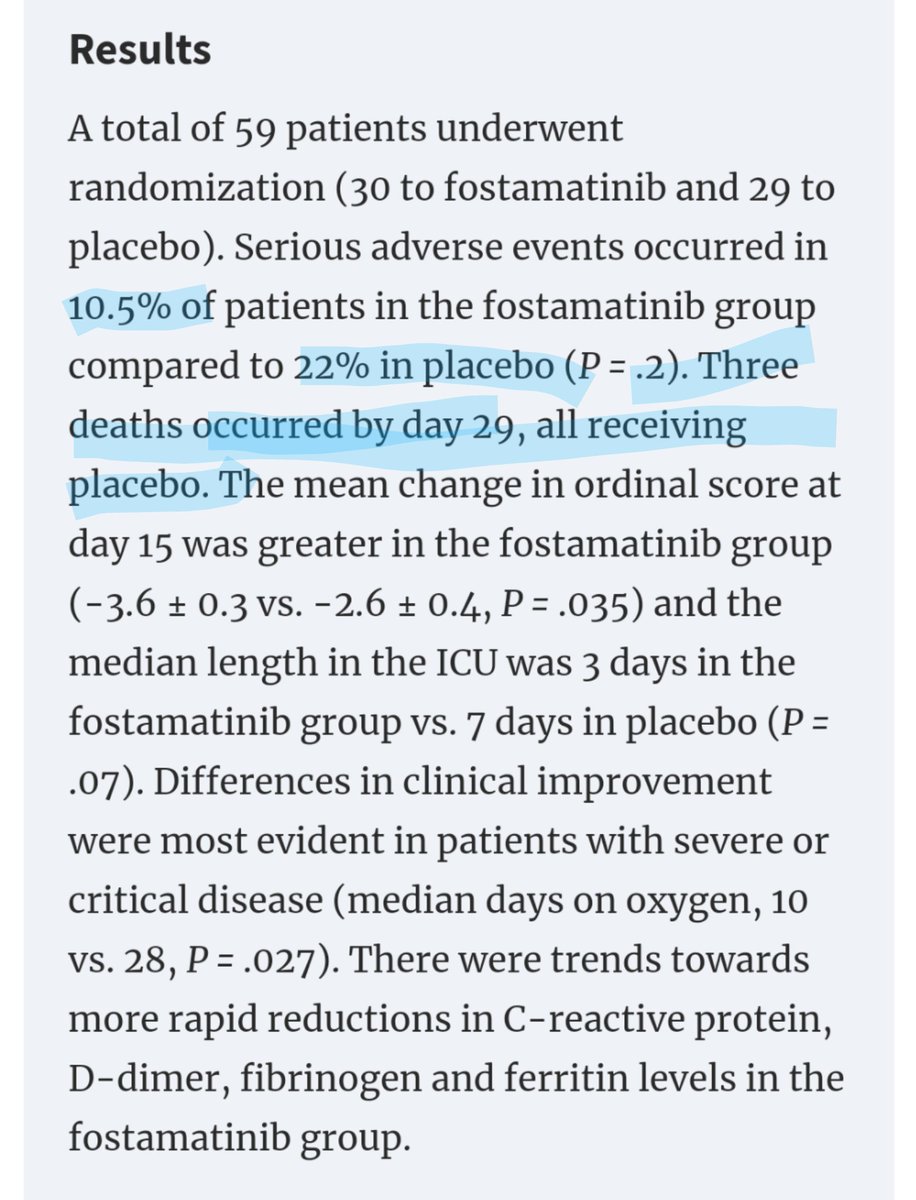 Results
A total of 59 patients underwent
randomization (30 to fostamatinib and 29 to
placebo). Serious adverse events occurred in
10.5% of patients in the fostamatinib group
compared to 22% in placebo (P = .2). Three
deaths occurred by day 29, all receiving
placebo. The mean change in ordinal score at
day 15 was greater in the fostamatinib group
(-3.6 ± 0.3 vs. -2.6 ± 0.4, P = .035) and the
median length in the ICU was 3 days in the
fostamatinib group vs. 7 days in placebo (P =
.07). Differences in clinical improvement
were most evident in patients with severe or
critical disease (median days on oxygen, 10
vs. 28, P = .027). There were trends towards
more rapid reductions in C-reactive protein,
D-dimer, fibrinogen and ferritin levels in the
fostamatinib group.